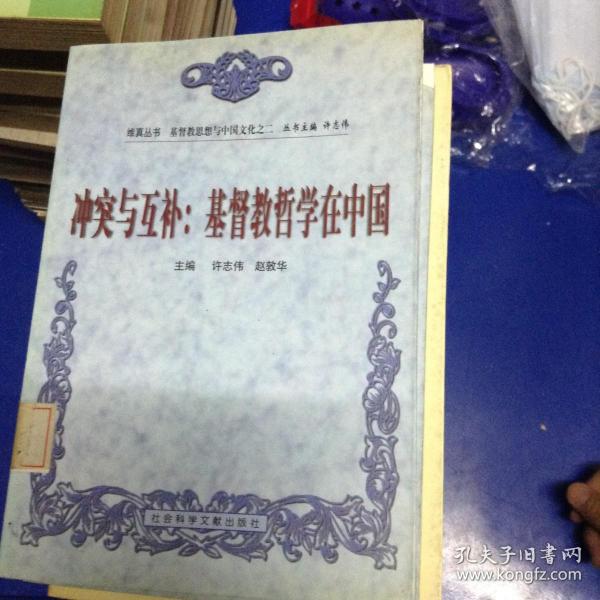 维真丛书 基督教思想与中国文化之二 丛书主编 许志伟
冲突与互补：基督教哲学在中国
主编 许志伟 赵敦华
社会科学文献出版社
孔夫子旧书网
www.kongfz.com